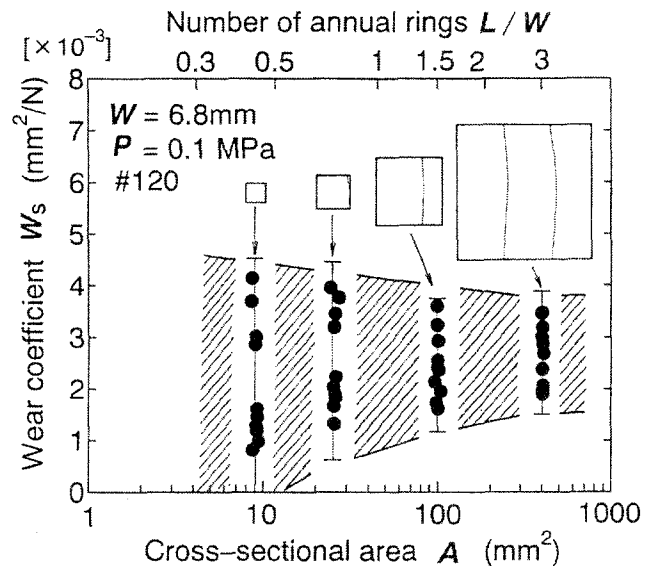 Number of annual rings L / W
[× 10⁻³]
0.3 0.5 1 1.5 2 3
8
7
6
5
4
3
2
1
0
Wear coefficient Wₛ (mm²/N)
W = 6.8mm
P = 0.1 MPa
#120
1 10 100 1000
Cross–sectional area A (mm²)